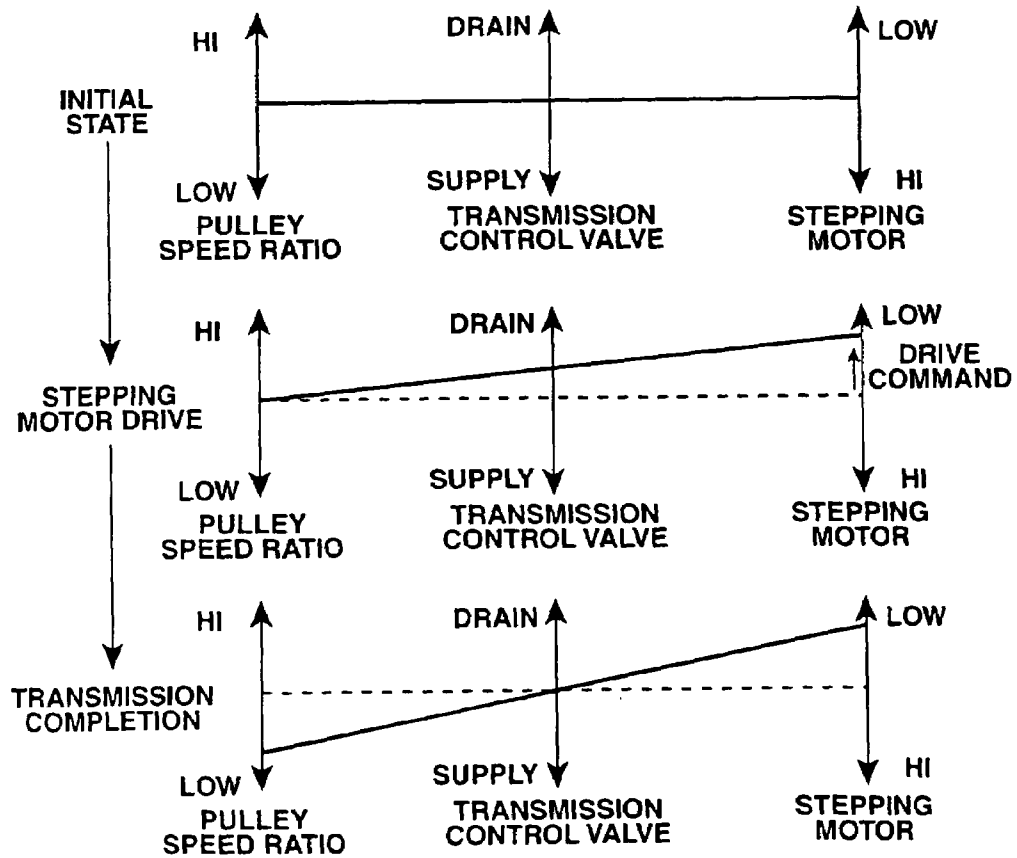 HI
DRAIN
LOW
INITIAL
STATE
LOW
SUPPLY
HI
PULLEY
SPEED RATIO
TRANSMISSION
CONTROL VALVE
STEPPING
MOTOR
HI
DRAIN
LOW
DRIVE
COMMAND
STEPPING
MOTOR DRIVE
LOW
SUPPLY
HI
PULLEY
SPEED RATIO
TRANSMISSION
CONTROL VALVE
STEPPING
MOTOR
HI
DRAIN
LOW
TRANSMISSION
COMPLETION
LOW
SUPPLY
HI
PULLEY
SPEED RATIO
TRANSMISSION
CONTROL VALVE
STEPPING
MOTOR